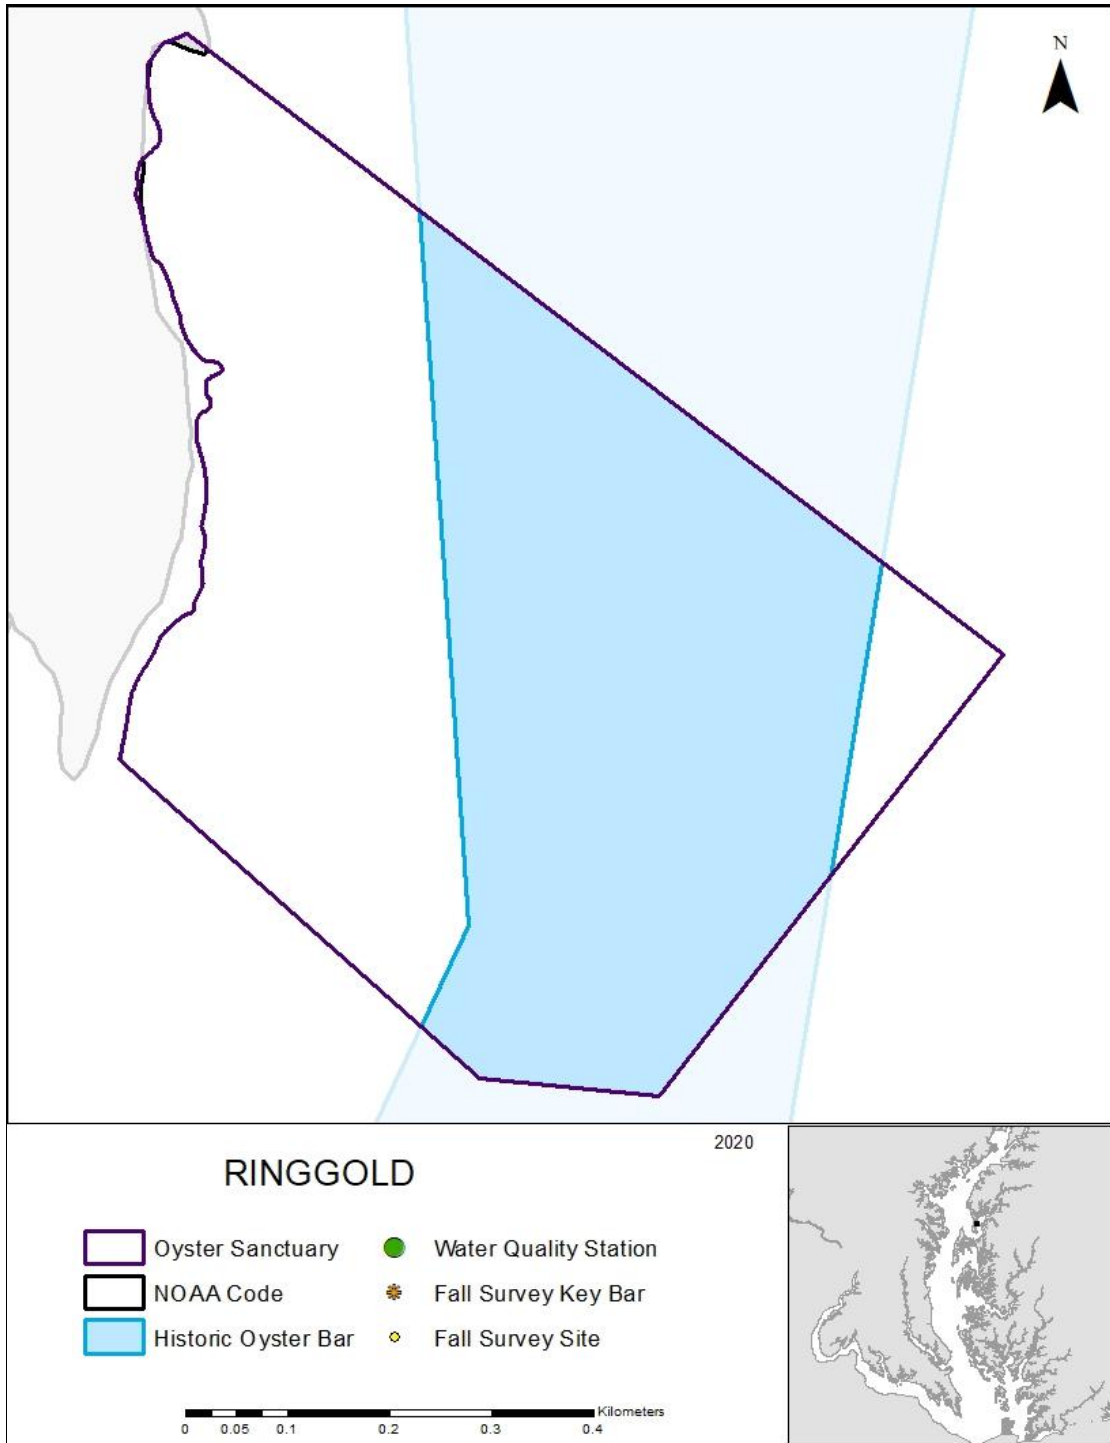 N
2020
RINGGOLD
Oyster Sanctuary
Water Quality Station
NOAA Code
Fall Survey Key Bar
Historic Oyster Bar
Fall Survey Site
Kilometers
0 0.05 0.1 0.2 0.3 0.4